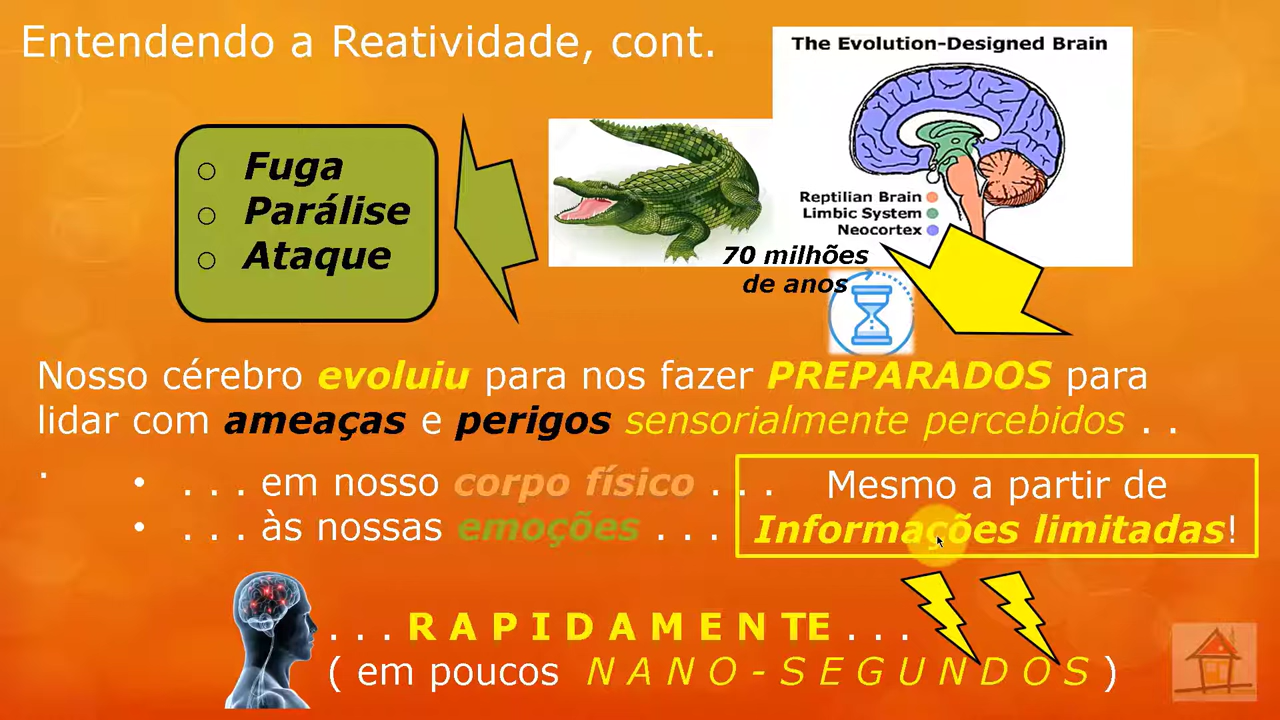 Entendendo a Reatividade, cont.
The Evolution-Designed Brain
Reptilian Brain
Limbic System
Neocortex
o Fuga
o Parálise
o Ataque
70 milhões
de anos
Nosso cérebro evoluiu para nos fazer PREPARADOS para
lidar com ameaças e perigos sensorialmente percebidos . .
.
• . . . em nosso corpo físico . . .
• . . . às nossas emoções . . .
Mesmo a partir de
Informações limitadas!
. . . R A P I D A M E N TE . . .
( em poucos N A N O - S E G U N D O S )